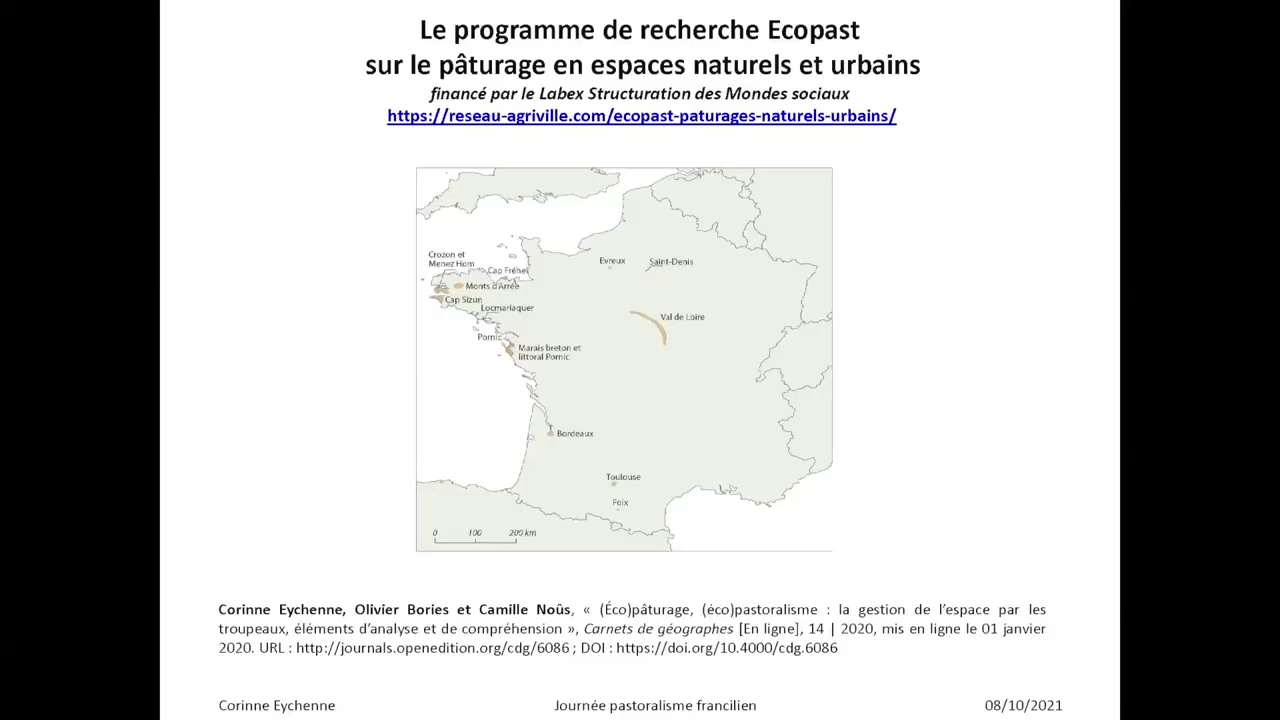 Le programme de recherche Ecopast
sur le pâturage en espaces naturels et urbains
financé par le Labex Structuration des Mondes sociaux
https://reseau-agriville.com/ecopast-paturages-naturels-urbains/
Crozon et
Menez Hom
Cap Fréhel
Monts d'Arrée
Cap Sizun
Locmariaquer
Evreux
Saint-Denis
Val de Loire
Pornic
Marais breton et
littoral Pornic
Bordeaux
Toulouse
Foix
0 100 200 km
Corinne Eychenne, Olivier Bories et Camille Noûs, « (Éco)pâturage, (éco)pastoralisme : la gestion de l'espace par les
troupeaux, éléments d'analyse et de compréhension », Carnets de géographes [En ligne], 14 | 2020, mis en ligne le 01 janvier
2020. URL : http://journals.openedition.org/cdg/6086 ; DOI : https://doi.org/10.4000/cdg.6086
Corinne Eychenne Journée pastoralisme francilien 08/10/2021